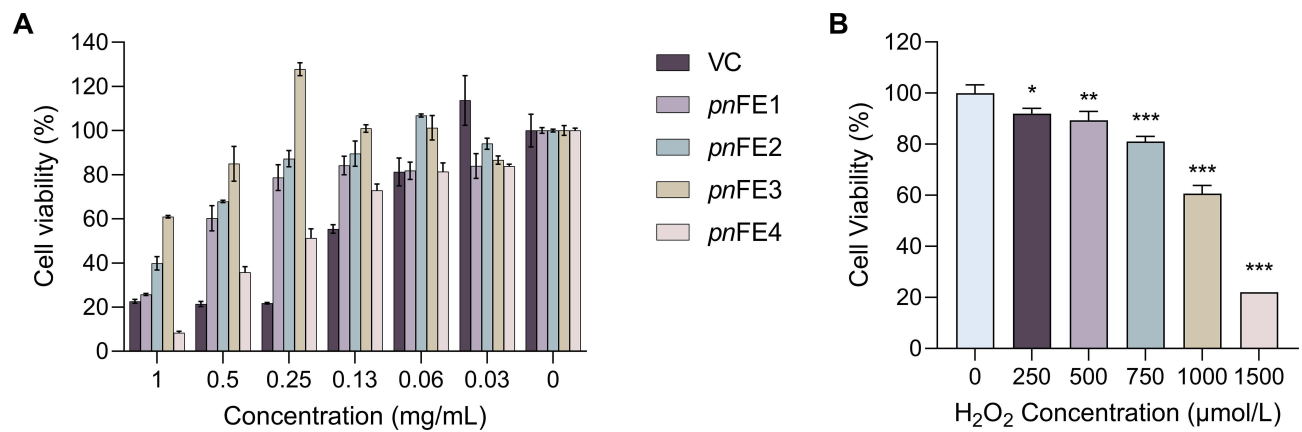 A
140
120
100
80
60
40
20
0
Cell viability (%)
1 0.5 0.25 0.13 0.06 0.03 0
Concentration (mg/mL)
VC
pnFE1
pnFE2
pnFE3
pnFE4
B
120
100
80
60
40
20
0
Cell Viability (%)
* ** *** *** ***
0 250 500 750 1000 1500
H₂O₂ Concentration (μmol/L)